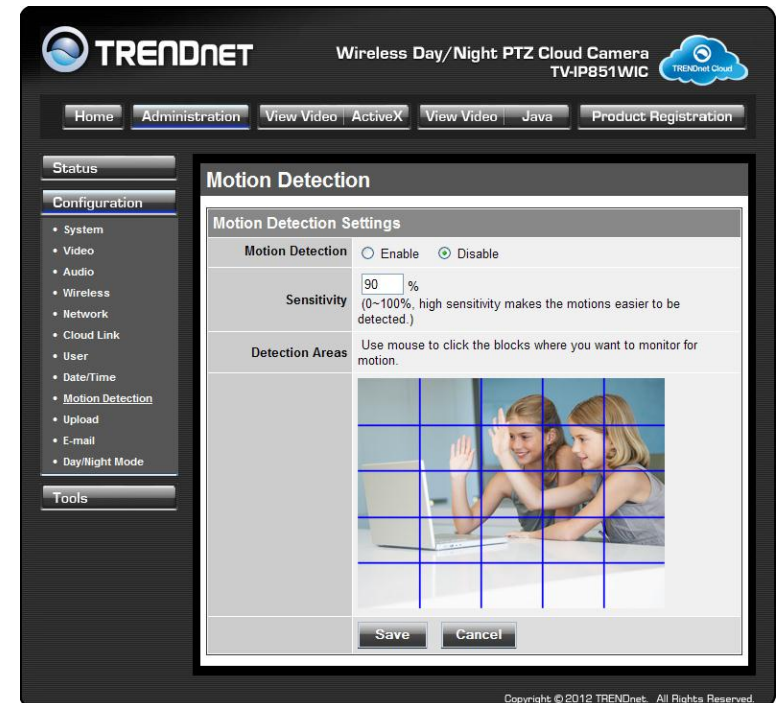 TRENDNET
Wireless Day/Night PTZ Cloud Camera
TV-IP851WIC
TRENDnet Cloud
Home
Administration
View Video
ActiveX
View Video
Java
Product Registration
Status
Configuration
• System
• Video
• Audio
• Wireless
• Network
• Cloud Link
• User
• Date/Time
• Motion Detection
• Upload
• E-mail
• Day/Night Mode
Tools
Motion Detection
Motion Detection Settings
Motion Detection
Enable
Disable
Sensitivity
90 %
(0~100%, high sensitivity makes the motions easier to be
detected.)
Detection Areas
Use mouse to click the blocks where you want to monitor for
motion.
Save
Cancel
Copyright © 2012 TRENDnet. All Rights Reserved.